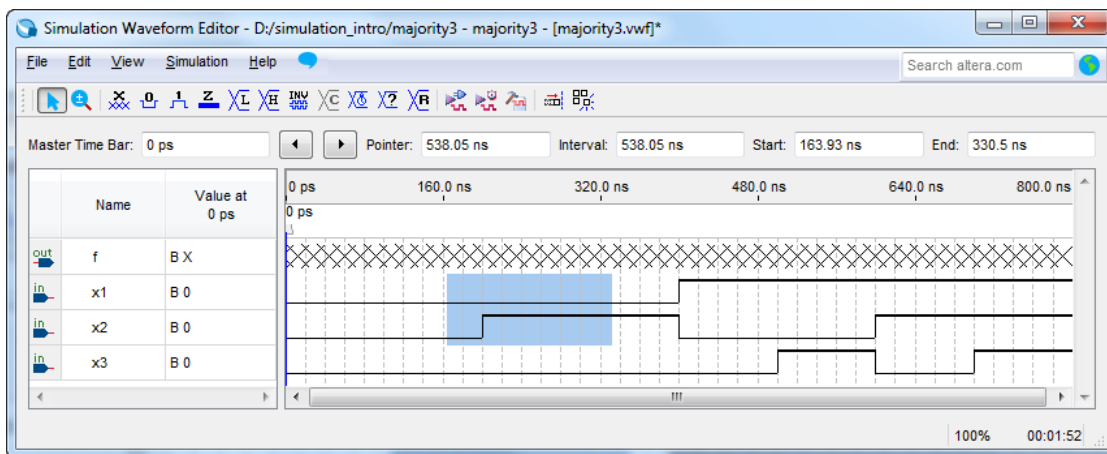 Simulation Waveform Editor - D:/simulation_intro/majority3 - majority3 - [majority3.vwf]*
File Edit View Simulation Help Search altera.com
Master Time Bar: 0 ps Pointer: 538.05 ns Interval: 538.05 ns Start: 163.93 ns End: 330.5 ns
Name Value at 0 ps
0 ps 160.0 ns 320.0 ns 480.0 ns 640.0 ns 800.0 ns
0 ps
out f B X
in x1 B 0
in x2 B 0
in x3 B 0
100% 00:01:52